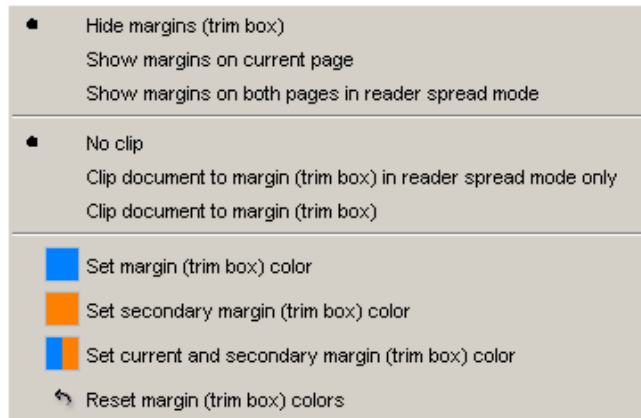 Hide margins (trim box)
Show margins on current page
Show margins on both pages in reader spread mode
No clip
Clip document to margin (trim box) in reader spread mode only
Clip document to margin (trim box)
Set margin (trim box) color
Set secondary margin (trim box) color
Set current and secondary margin (trim box) color
Reset margin (trim box) colors